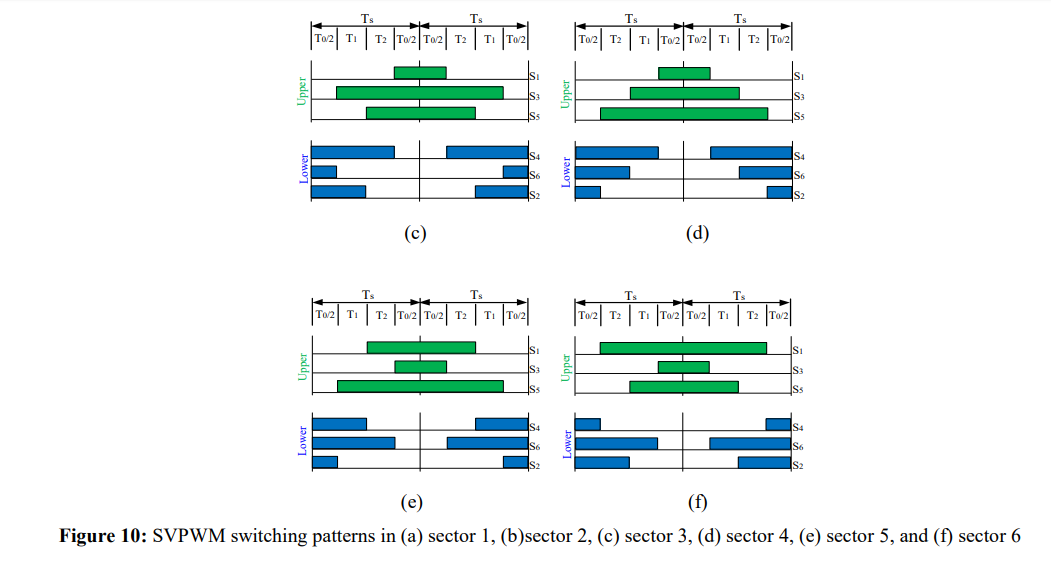 Ts Ts
T0/2 T1 T2 T0/2 T0/2 T2 T1 T0/2
Upper
S1
S3
S5
Lower
S4
S6
S2
(c)
Ts Ts
T0/2 T2 T1 T0/2 T0/2 T1 T2 T0/2
Upper
S1
S3
S5
Lower
S4
S6
S2
(d)
Ts Ts
T0/2 T1 T2 T0/2 T0/2 T2 T1 T0/2
Upper
S1
S3
S5
Lower
S4
S6
S2
(e)
Ts Ts
T0/2 T2 T1 T0/2 T0/2 T1 T2 T0/2
Upper
S1
S3
S5
Lower
S4
S6
S2
(f)
Figure 10: SVPWM switching patterns in (a) sector 1, (b)sector 2, (c) sector 3, (d) sector 4, (e) sector 5, and (f) sector 6